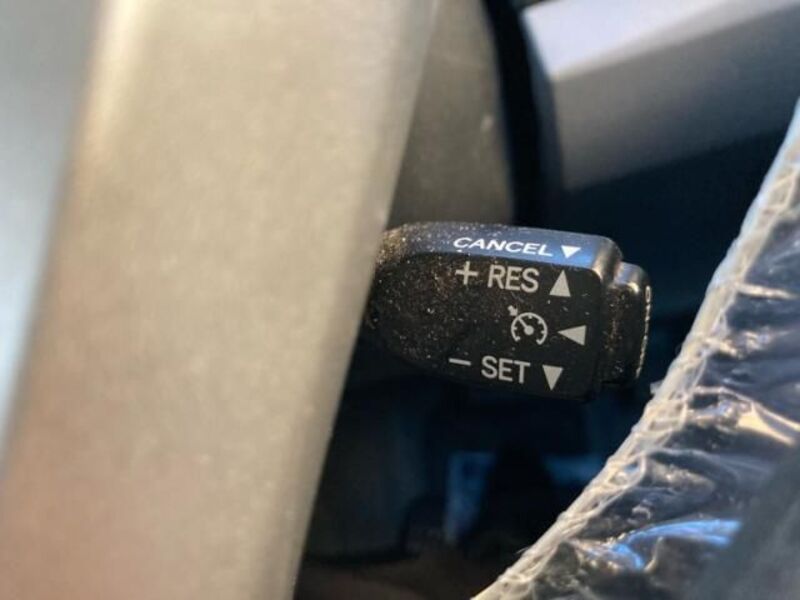 CANCEL ▼
+ RES ▲
◀
− SET ▼